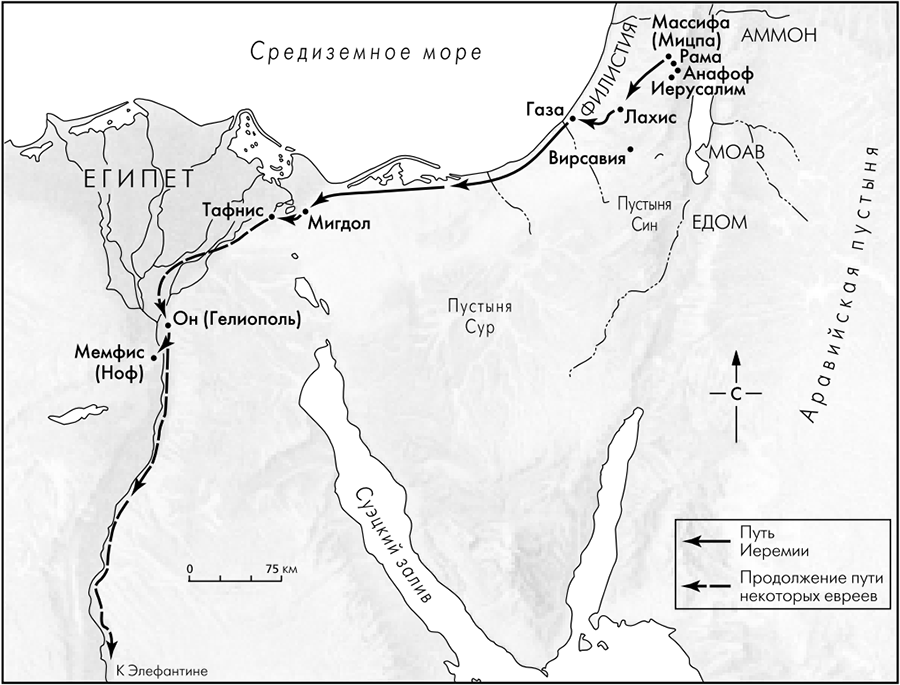 Средиземное море
Массифа
(Мицпа)
АММОН
Рама
Анафоф
Иерусалим
ФИЛИСТИЯ
Газа
Лахис
Вирсавия
МОАВ
ЕГИПЕТ
Тафнис
Мигдол
Пустыня
Син
ЕДОМ
Аравийская пустыня
Пустыня
Сур
Он (Гелиополь)
Мемфис
(Ноф)
С
Суэцкий залив
0 75 КМ
Путь
Иеремии
Продолжение пути
некоторых евреев
К Элефантине